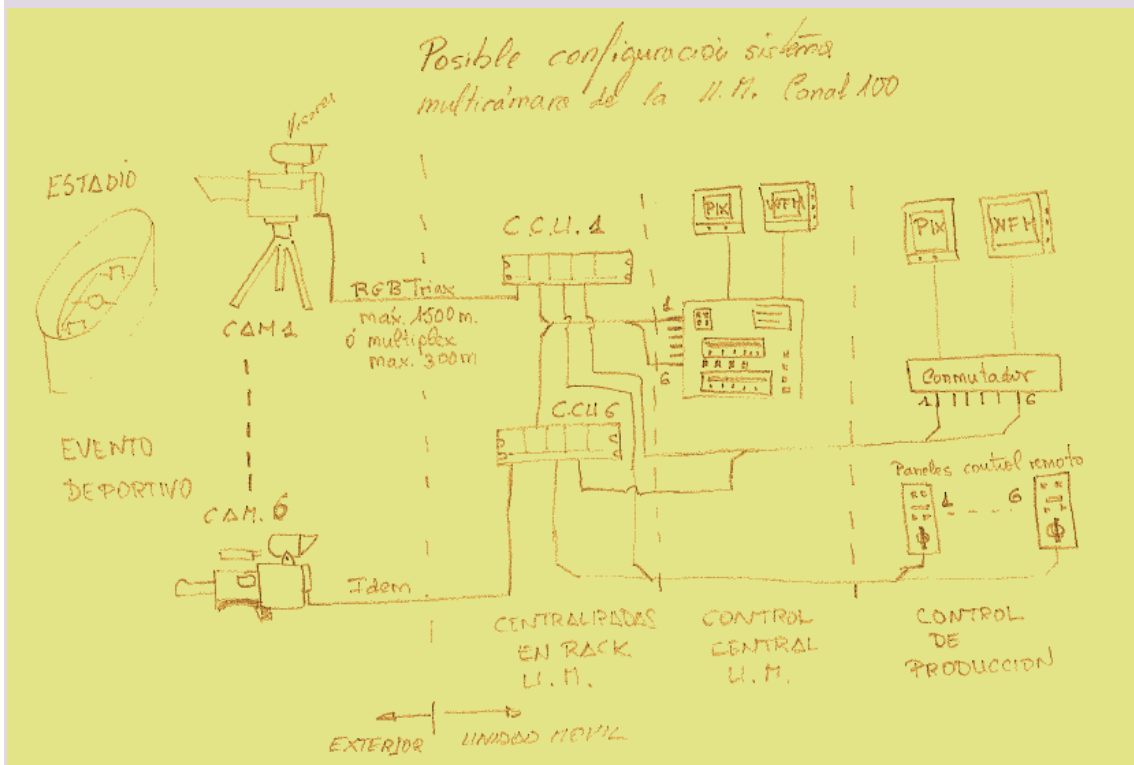 Posible configuración sistema
multicámara de la U.M. Canal 100
Visores
ESTADIO
CAM 1
RGB Triax
máx. 1500 m.
ó multiplex
max. 300 m
C.C.U. 1
PIX
WFM
1
6
PIX
WFM
Conmutador
1
6
EVENTO
DEPORTIVO
C.CU 6
Paneles control remoto
1
6
CAM. 6
Idem
CENTRALIZADAS
EN RACK
U.M.
CONTROL
CENTRAL
U.M.
CONTROL
DE
PRODUCCION
EXTERIOR
UNIDAD MOVIL